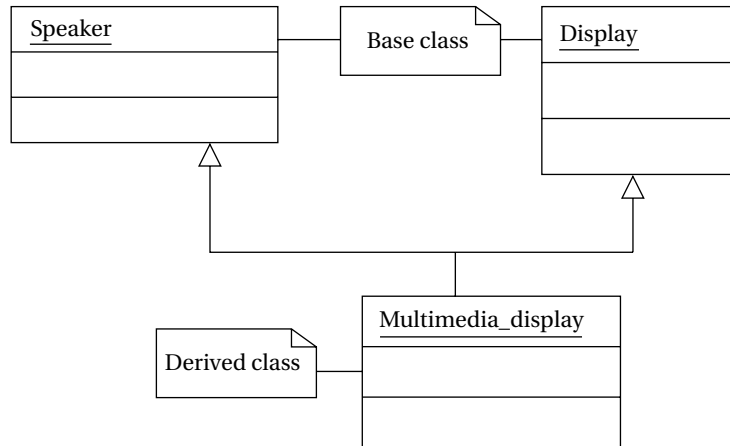 Speaker
Base class
Display
Multimedia_display
Derived class